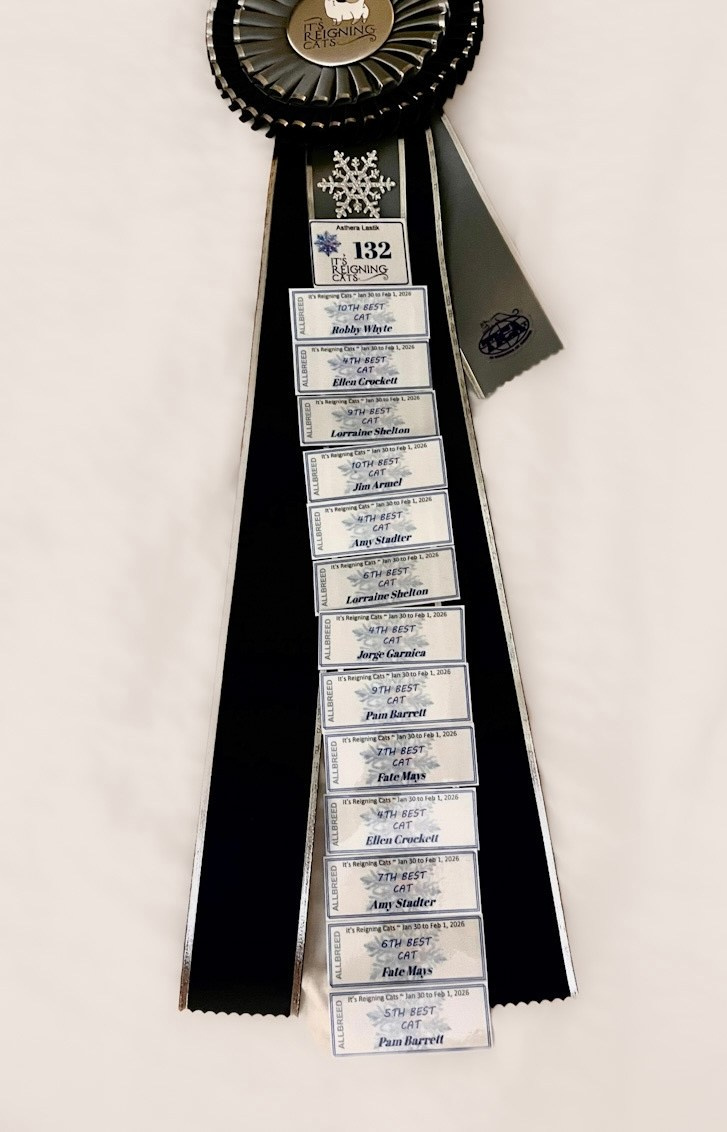 IT'S
REIGNING
CATS
Asthera Lastik
132
IT'S
REIGNING
CATS
It's Reigning Cats ~ Jan 30 to Feb 1, 2026
ALLBREED
10TH BEST
CAT
Robby Whyte
It's Reigning Cats ~ Jan 30 to Feb 1, 2026
ALLBREED
4TH BEST
CAT
Ellen Crockett
It's Reigning Cats ~ Jan 30 to Feb 1, 2026
ALLBREED
9TH BEST
CAT
Lorraine Shelton
It's Reigning Cats ~ Jan 30 to Feb 1, 2026
ALLBREED
10TH BEST
CAT
Jim Armel
It's Reigning Cats ~ Jan 30 to Feb 1, 2026
ALLBREED
4TH BEST
CAT
Amy Stadter
It's Reigning Cats ~ Jan 30 to Feb 1, 2026
ALLBREED
6TH BEST
CAT
Lorraine Shelton
It's Reigning Cats ~ Jan 30 to Feb 1, 2026
ALLBREED
4TH BEST
CAT
Jorge Garnica
It's Reigning Cats ~ Jan 30 to Feb 1, 2026
ALLBREED
9TH BEST
CAT
Pam Barrett
It's Reigning Cats ~ Jan 30 to Feb 1, 2026
ALLBREED
7TH BEST
CAT
Fate Mays
It's Reigning Cats ~ Jan 30 to Feb 1, 2026
ALLBREED
4TH BEST
CAT
Ellen Crockett
It's Reigning Cats ~ Jan 30 to Feb 1, 2026
ALLBREED
7TH BEST
CAT
Amy Stadter
It's Reigning Cats ~ Jan 30 to Feb 1, 2026
ALLBREED
6TH BEST
CAT
Fate Mays
It's Reigning Cats ~ Jan 30 to Feb 1, 2026
ALLBREED
5TH BEST
CAT
Pam Barrett